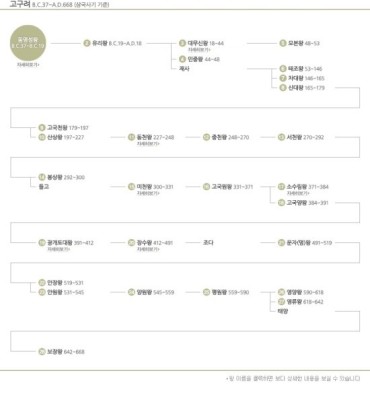 고구려 B.C.37~A.D.668 (삼국사기 기준)
동명성왕
B.C.37~B.C.19
자세히보기>
2 유리왕 B.C.19~A.D.18
3 대무신왕 18~44
자세히보기>
4 민중왕 44~48
재사
5 모본왕 48~53
6 태조왕 53~146
7 차대왕 146~165
8 신대왕 165~179
9 고국천왕 179~197
10 산상왕 197~227
11 동천왕 227~248
자세히보기>
12 중천왕 248~270
13 서천왕 270~292
14 봉상왕 292~300
돌고
15 미천왕 300~331
자세히보기>
16 고국원왕 331~371
17 소수림왕 371~384
자세히보기>
18 고국양왕 384~391
19 광개토대왕 391~412
자세히보기>
20 장수왕 412~491
자세히보기>
조다
21 문자(명)왕 491~519
22 안장왕 519~531
23 안원왕 531~545
24 양원왕 545~559
25 평원왕 559~590
26 영양왕 590~618
27 영류왕 618~642
태양
28 보장왕 642~668
*왕 이름을 클릭하면 보다 상세한 내용을 보실 수 있습니다